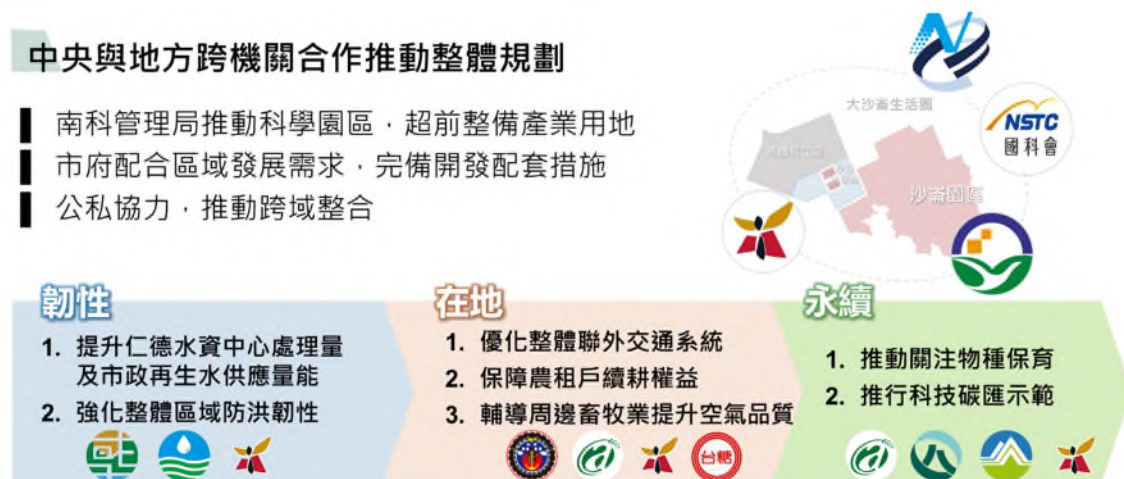 中央與地方跨機關合作推動整體規劃
南科管理局推動科學園區，超前整備產業用地
市府配合區域發展需求，完備開發配套措施
公私協力，推動跨域整合
大沙崙生活圈
NSTC
國科會
沙崙園區
韌性
1. 提升仁德水資中心處理量
及市政再生水供應量能
2. 強化整體區域防洪韌性
在地
1. 優化整體聯外交通系統
2. 保障農租戶續耕權益
3. 輔導周邊畜牧業提升空氣品質
台糖
永續
1. 推動關注物種保育
2. 推行科技碳匯示範